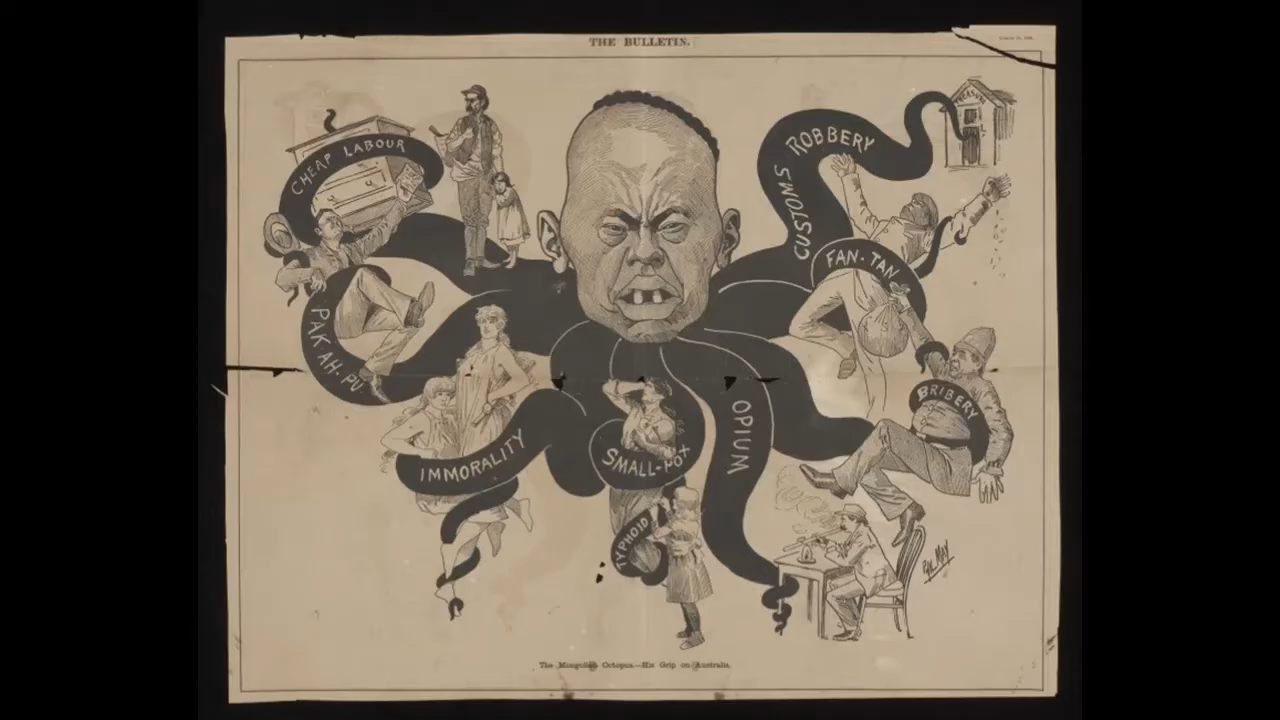 THE BULLETIN.
CHEAP LABOUR
CUSTOMS ROBBERY
TREASURY
FAN-TAN
PAK AH-PU
BRIBERY
OPIUM
IMMORALITY
SMALL-POX
TYPHOID
PHIL MAY
The Mongolian Octopus—His Grip on Australia.